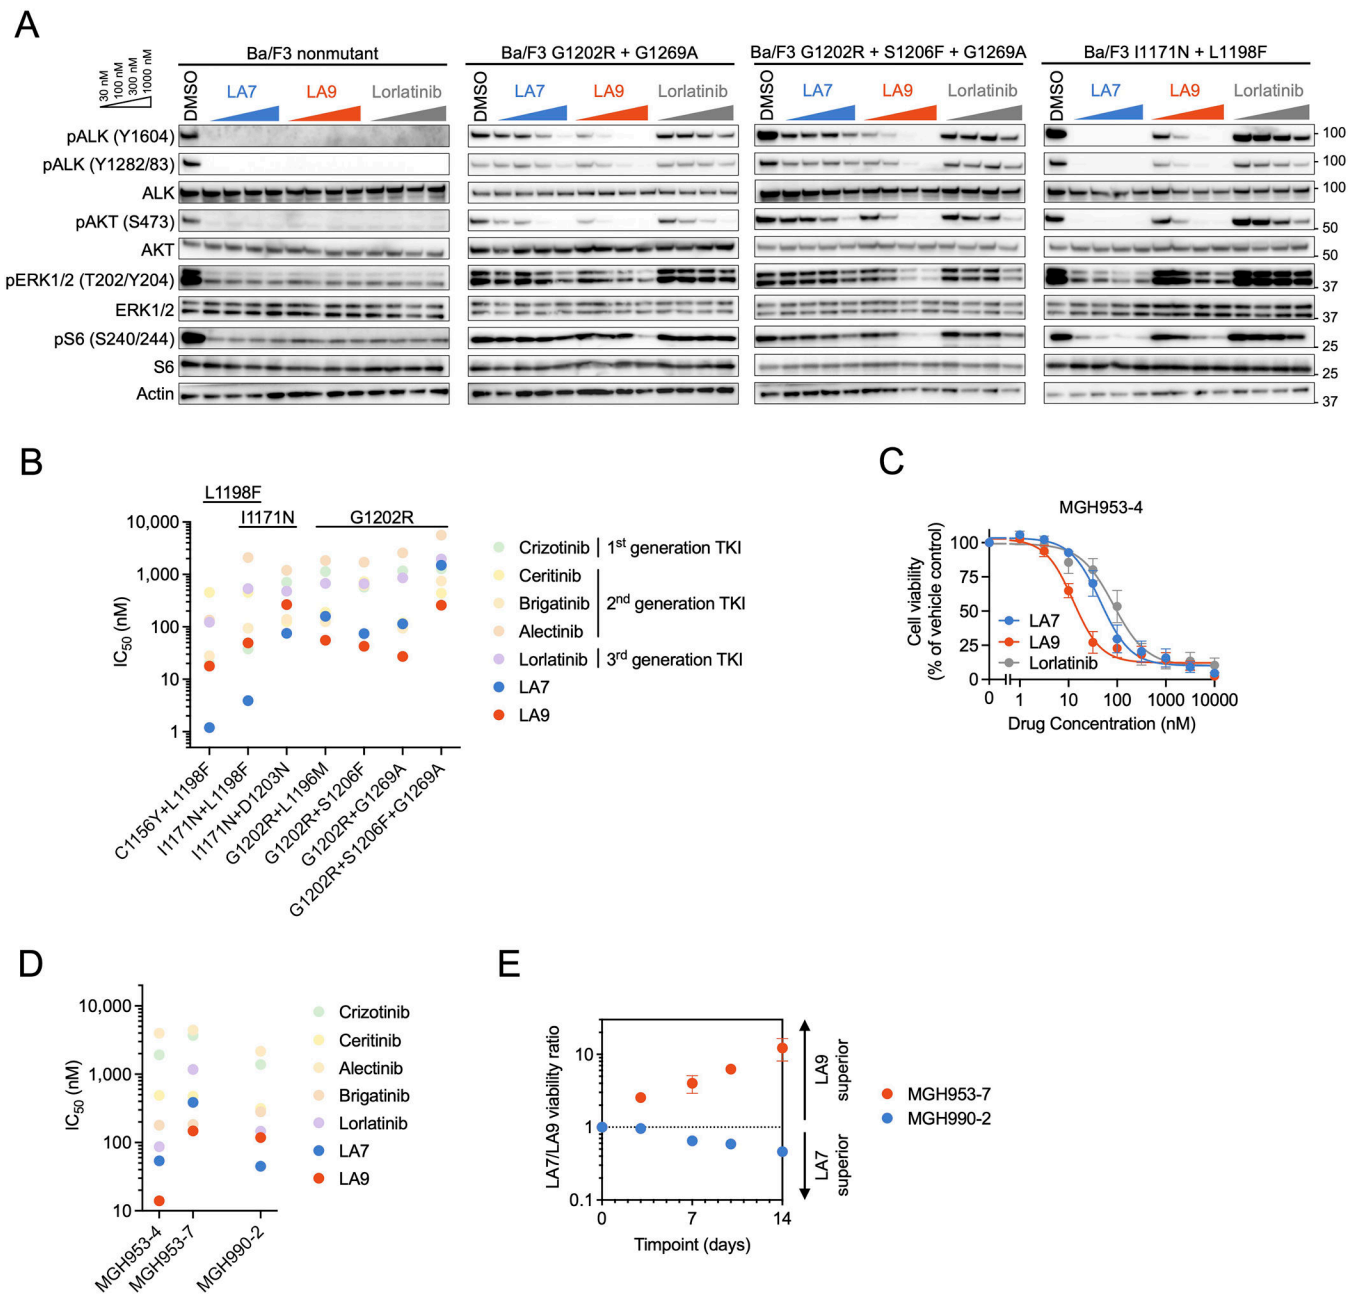 A
30 nM
100 nM
300 nM
1000 nM
Ba/F3 nonmutant
Ba/F3 G1202R + G1269A
Ba/F3 G1202R + S1206F + G1269A
Ba/F3 I1171N + L1198F
DMSO LA7 LA9 Lorlatinib
DMSO LA7 LA9 Lorlatinib
DMSO LA7 LA9 Lorlatinib
DMSO LA7 LA9 Lorlatinib
pALK (Y1604) 100
pALK (Y1282/83) 100
ALK 100
pAKT (S473) 50
AKT 50
pERK1/2 (T202/Y204) 37
ERK1/2 37
pS6 (S240/244) 25
S6 25
Actin 37
B
L1198F
I1171N
G1202R
IC50 (nM)
10,000
1,000
100
10
1
C1156Y+L1198F
I1171N+L1198F
I1171N+D1203N
G1202R+L1196M
G1202R+S1206F
G1202R+G1269A
G1202R+S1206F+G1269A
Crizotinib 1st generation TKI
Ceritinib
Brigatinib 2nd generation TKI
Alectinib
Lorlatinib 3rd generation TKI
LA7
LA9
C
MGH953-4
Cell viability
(% of vehicle control)
100
75
50
25
0
LA7
LA9
Lorlatinib
0 1 10 100 1000 10000
Drug Concentration (nM)
D
IC50 (nM)
10,000
1,000
100
10
MGH953-4
MGH953-7
MGH990-2
Crizotinib
Ceritinib
Alectinib
Brigatinib
Lorlatinib
LA7
LA9
E
LA7/LA9 viability ratio
10
1
0.1
0 7 14
Timpoint (days)
LA9
superior
LA7
superior
MGH953-7
MGH990-2